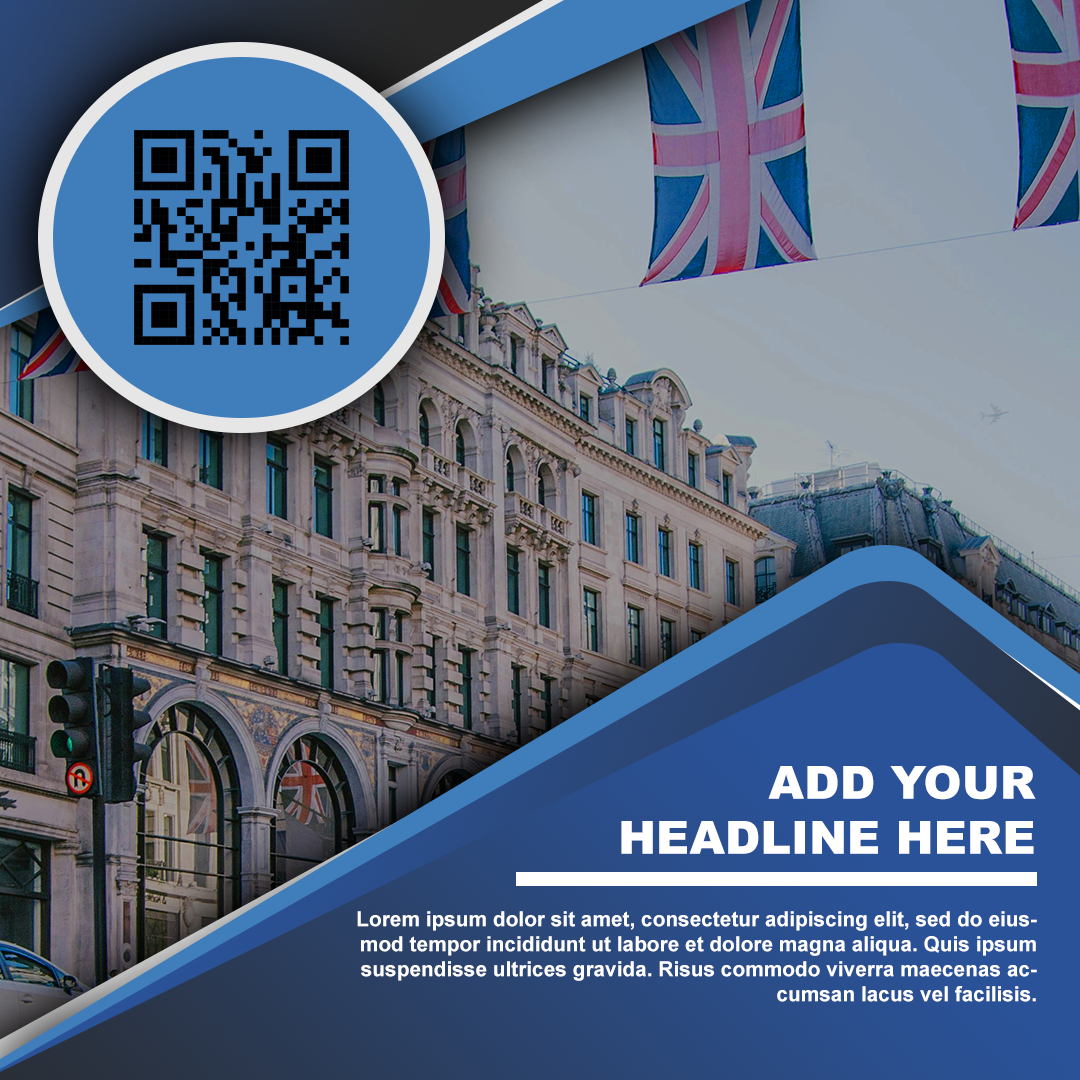 ADD YOUR
HEADLINE HERE
Lorem ipsum dolor sit amet, consectetur adipiscing elit, sed do eius-
mod tempor incididunt ut labore et dolore magna aliqua. Quis ipsum
suspendisse ultrices gravida. Risus commodo viverra maecenas ac-
cumsan lacus vel facilisis.